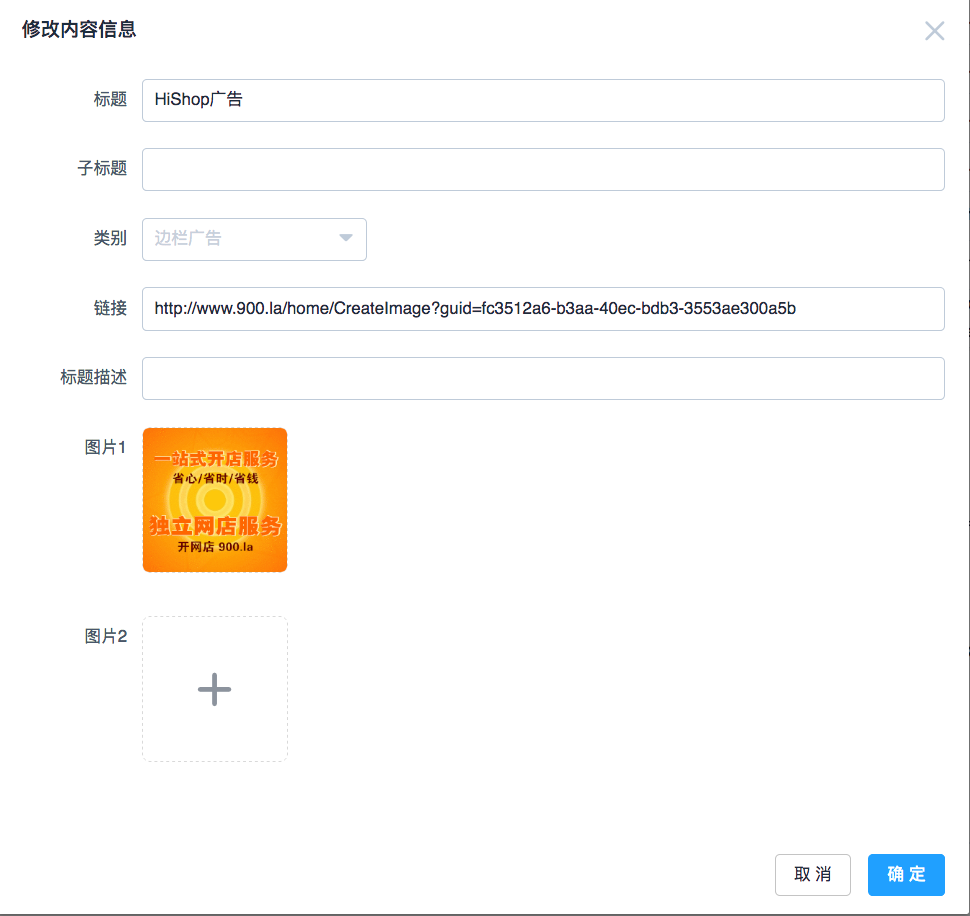 修改内容信息
标题
HiShop广告
子标题
类别
边栏广告
链接
http://www.900.la/home/CreateImage?guid=fc3512a6-b3aa-40ec-bdb3-3553ae300a5b
标题描述
图片1
一站式开店服务
省心/省时/省钱
独立网店服务
开网店 900.la
图片2
取 消
确 定